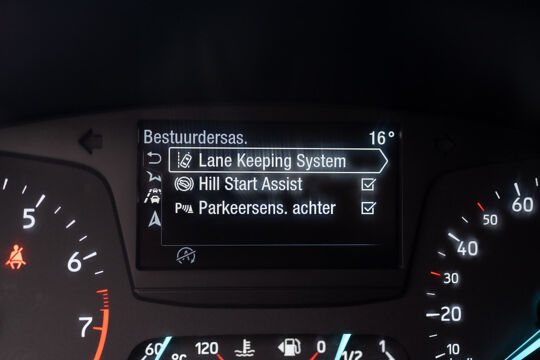 Bestuurdersas. 16°
Lane Keeping System
Hill Start Assist
Parkeersens. achter
5
6
7
60
50
40
30
20
10
60
°C
120
0
1/2
1